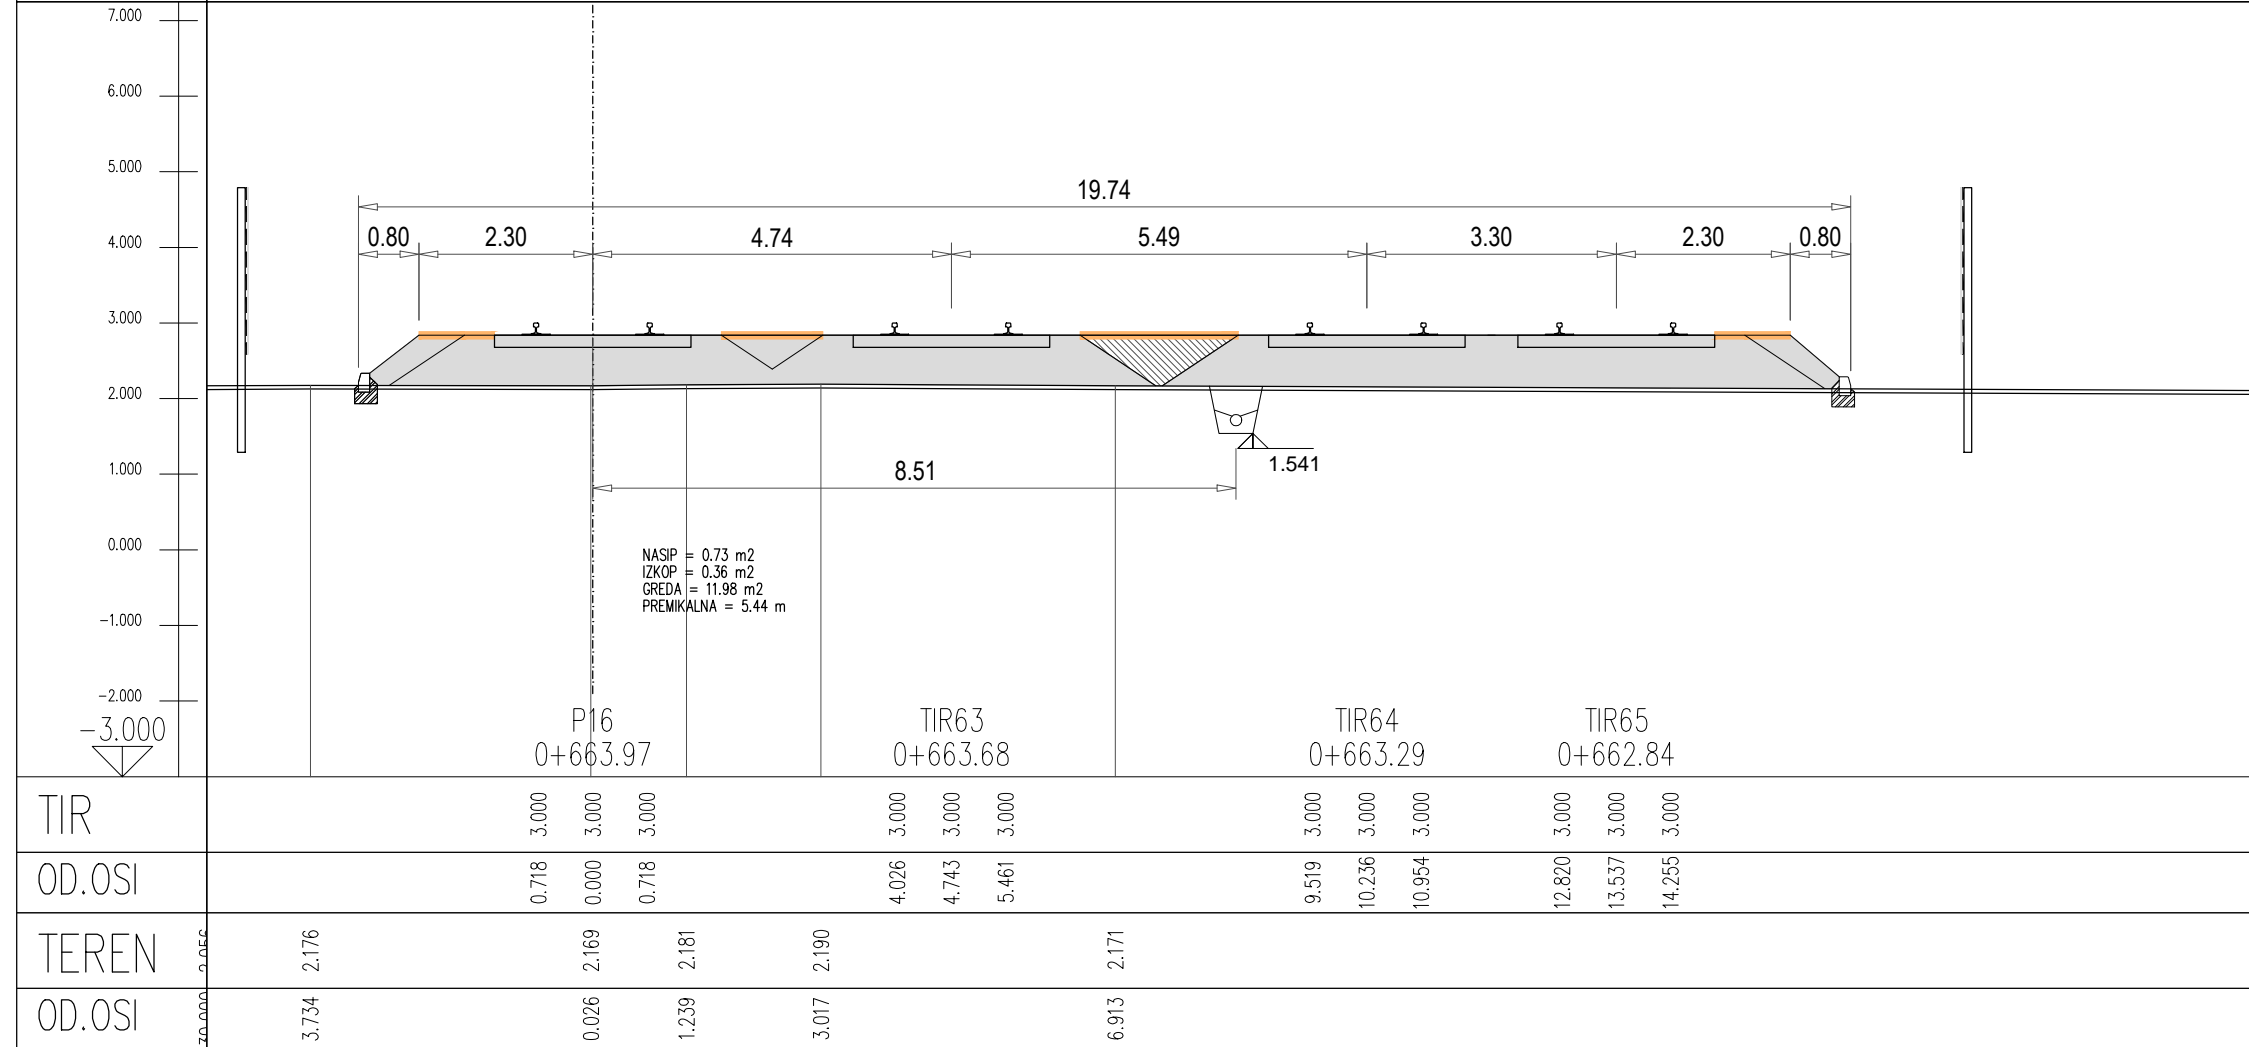 7.000
6.000
5.000
4.000
3.000
2.000
1.000
0.000
-1.000
-2.000
-3.000
19.74
0.80 2.30 4.74 5.49 3.30 2.30 0.80
1.541
8.51
NASIP = 0.73 m2
IZKOP = 0.36 m2
GREDA = 11.98 m2
PREMIKALNA = 5.44 m
P16 TIR63 TIR64 TIR65
0+663.97 0+663.68 0+663.29 0+662.84
TIR 3.000 3.000 3.000 3.000 3.000 3.000 3.000 3.000 3.000 3.000 3.000 3.000
OD.OSI 0.718 0.000 0.718 4.026 4.743 5.461 9.519 10.236 10.954 12.820 13.537 14.255
TEREN 2.056 2.176 2.169 2.181 2.190 2.171
OD.OSI 30.000 3.734 0.026 1.239 3.017 6.913